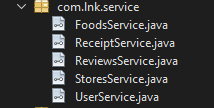 com.lnk.service
FoodsService.java
ReceiptService.java
ReviewsService.java
StoresService.java
UserService.java